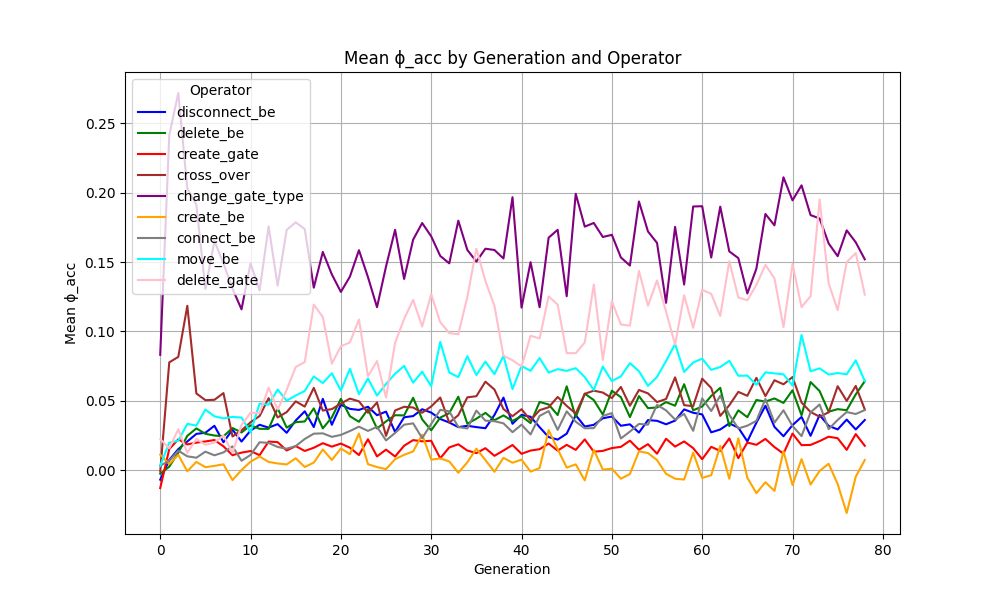 Mean ϕ_acc by Generation and Operator
Operator
disconnect_be
delete_be
create_gate
cross_over
change_gate_type
create_be
connect_be
move_be
delete_gate
Mean ϕ_acc
0.25
0.20
0.15
0.10
0.05
0.00
0 10 20 30 40 50 60 70 80
Generation